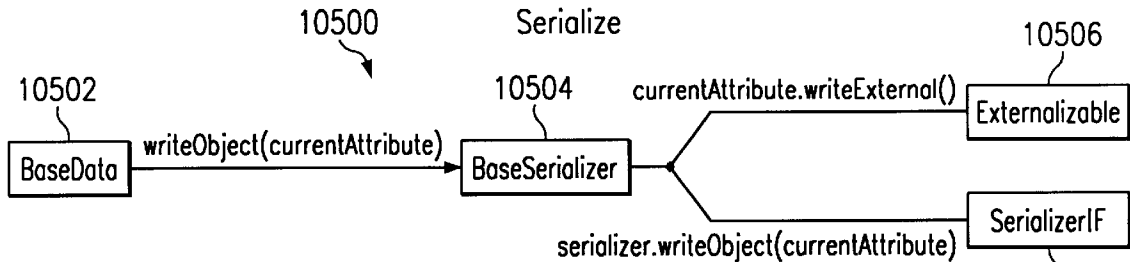 10500
Serialize
10506
10502
10504
currentAttribute.writeExternal()
Externalizable
writeObject(currentAttribute)
BaseData
BaseSerializer
SerializerIF
serializer.writeObject(currentAttribute)